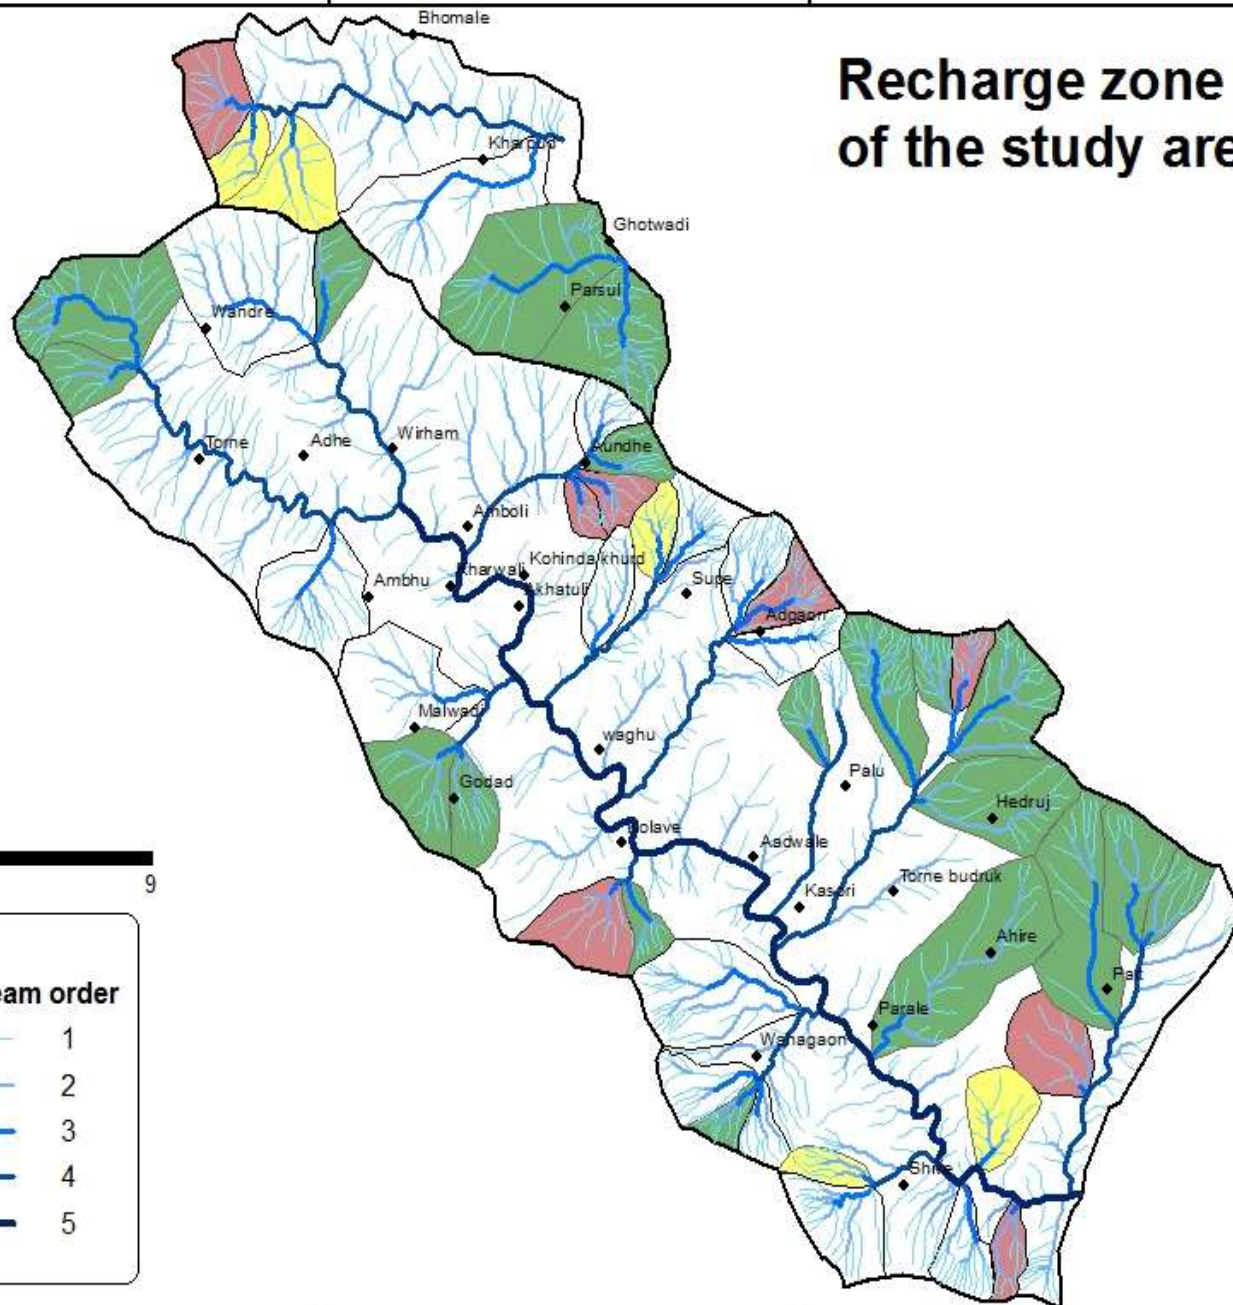 Bhomale
Recharge zone
of the study are
Kharpud
Ghotwadi
Parsul
Wandre
Torne
Adhe
Wirham
Aundhe
Amboli
Kohinda khurd
Kharwali
Akhatuli
Ambhu
Supe
Adgaon
Malwadi
waghu
Godad
Palu
Hedruj
Kolave
Aadwale
Kasori
Torne budruk
Ahire
Pait
Parale
Wahagaon
Shive
9
eam order
1
2
3
4
5